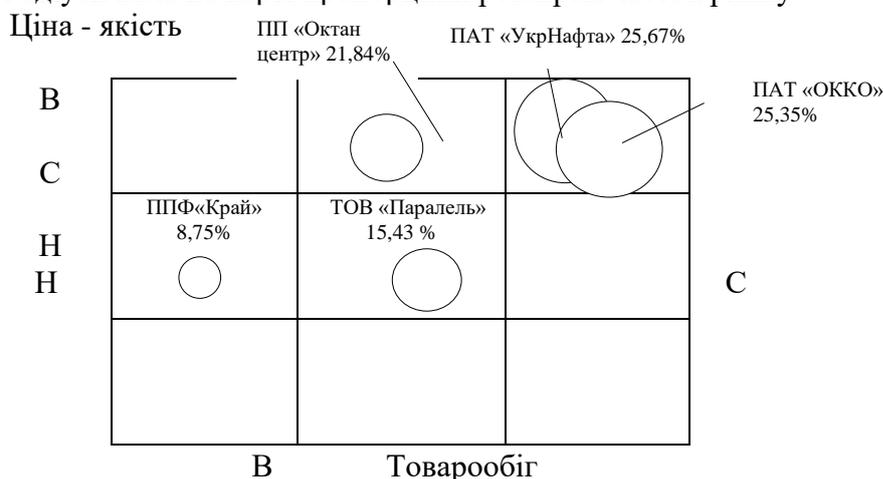 Ціна - якість
ПП «Октан
центр» 21,84%
ПАТ «УкрНафта» 25,67%
ПАТ «ОККО»
25,35%
В
С
ППФ«Край»
8,75%
ТОВ «Паралель»
15,43 %
Н
Н
С
В
Товарообіг